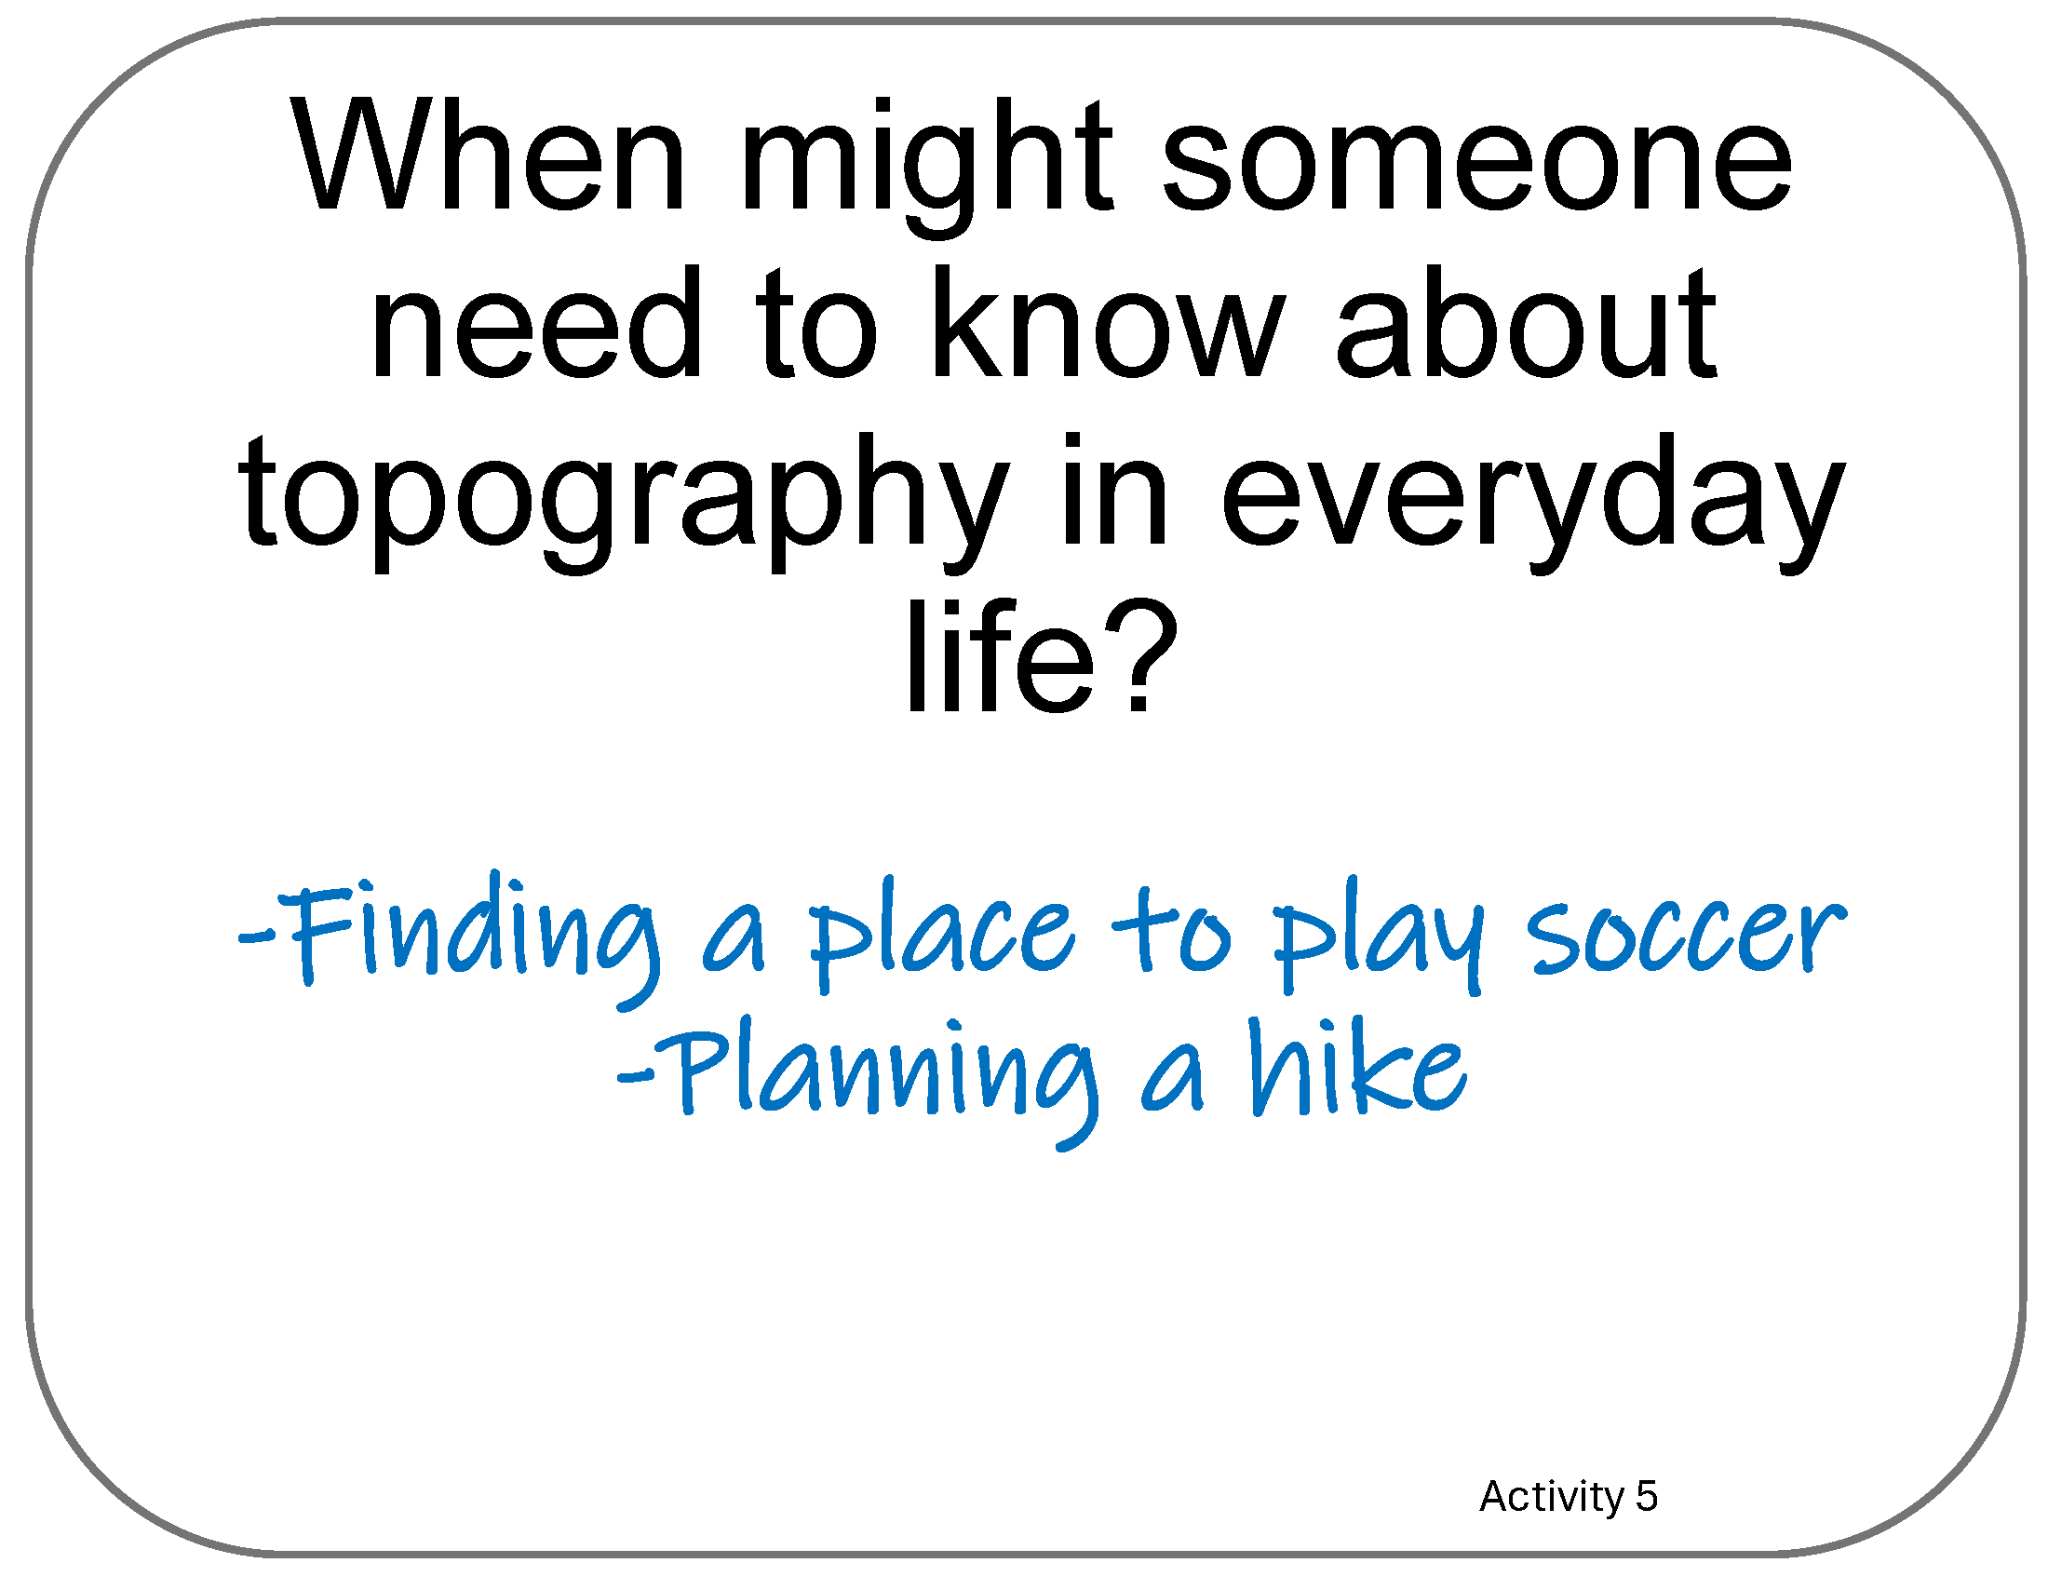 When might someone
need to know about
topography in everyday
life?
-Finding a place to play soccer
-Planning a hike
Activity 5